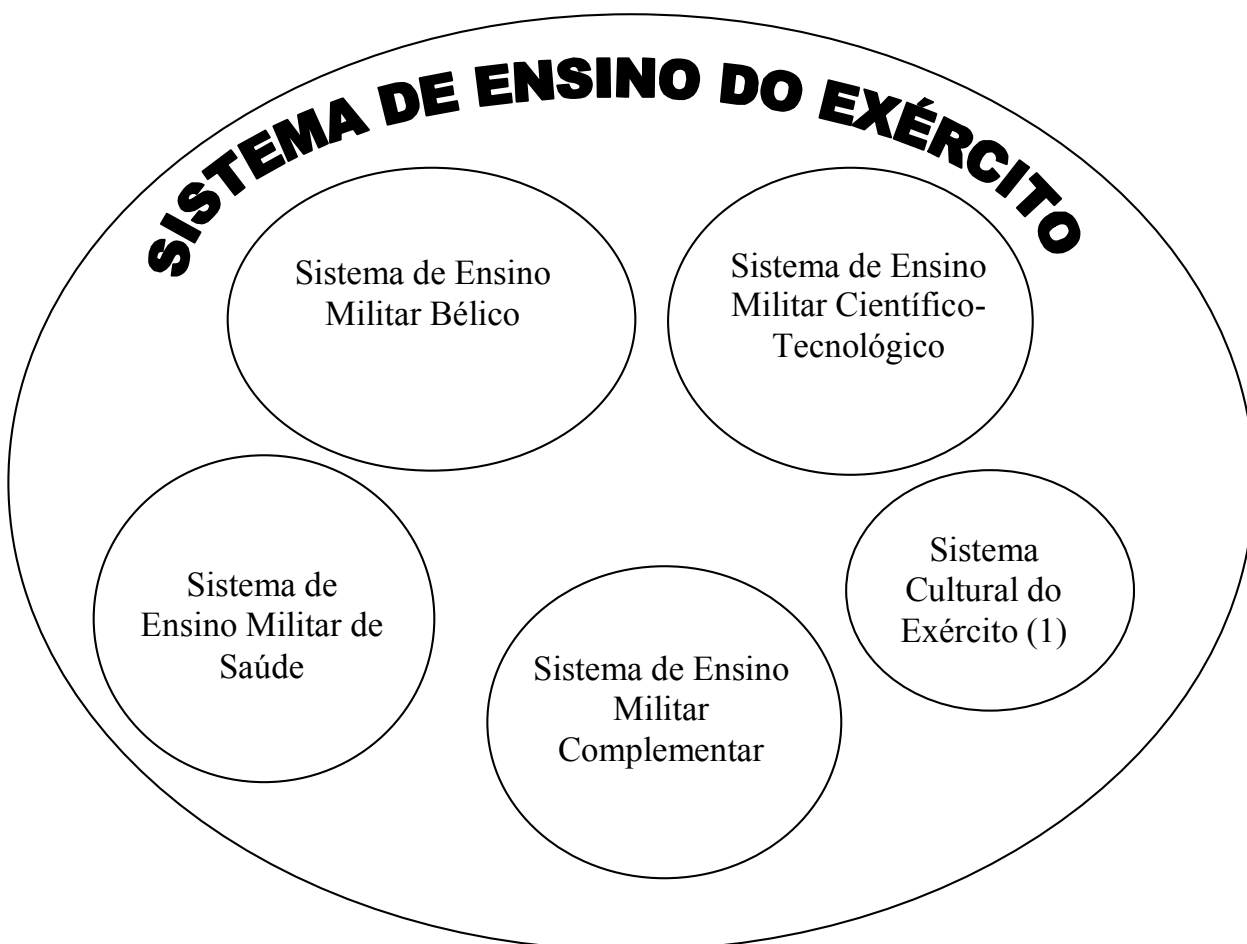 SISTEMA DE ENSINO DO EXÉRCITO
Sistema de Ensino
Militar Bélico
Sistema de Ensino
Militar Científico-
Tecnológico
Sistema de
Ensino Militar de
Saúde
Sistema de Ensino
Militar
Complementar
Sistema
Cultural do
Exército (1)